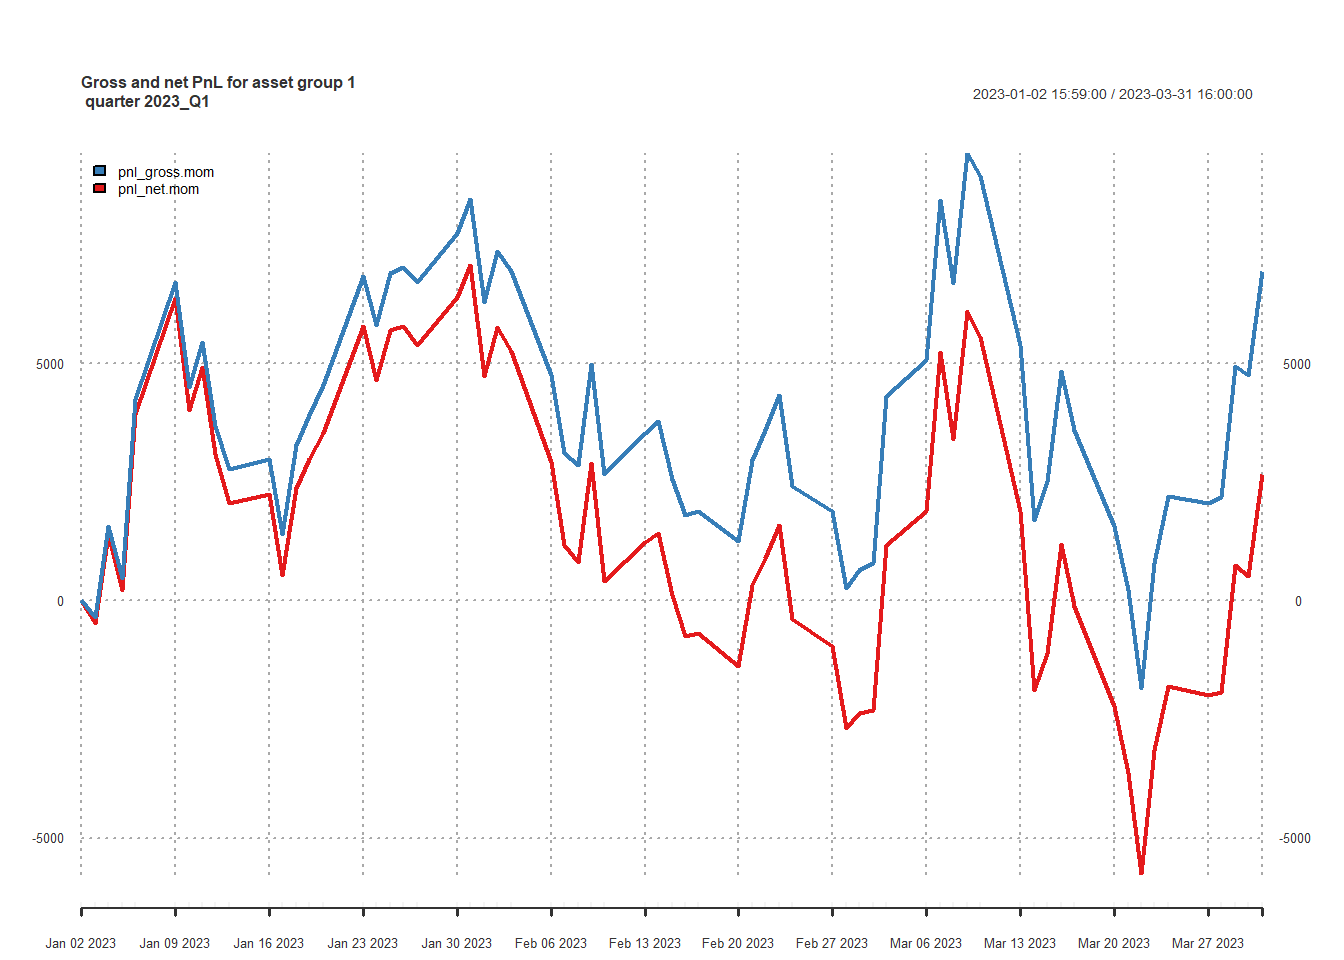 Gross and net PnL for asset group 1
quarter 2023_Q1
2023-01-02 15:59:00 / 2023-03-31 16:00:00
pnl_gross.mom
pnl_net.mom
5000 5000
0 0
-5000 -5000
Jan 02 2023 Jan 09 2023 Jan 16 2023 Jan 23 2023 Jan 30 2023 Feb 06 2023 Feb 13 2023 Feb 20 2023 Feb 27 2023 Mar 06 2023 Mar 13 2023 Mar 20 2023 Mar 27 2023